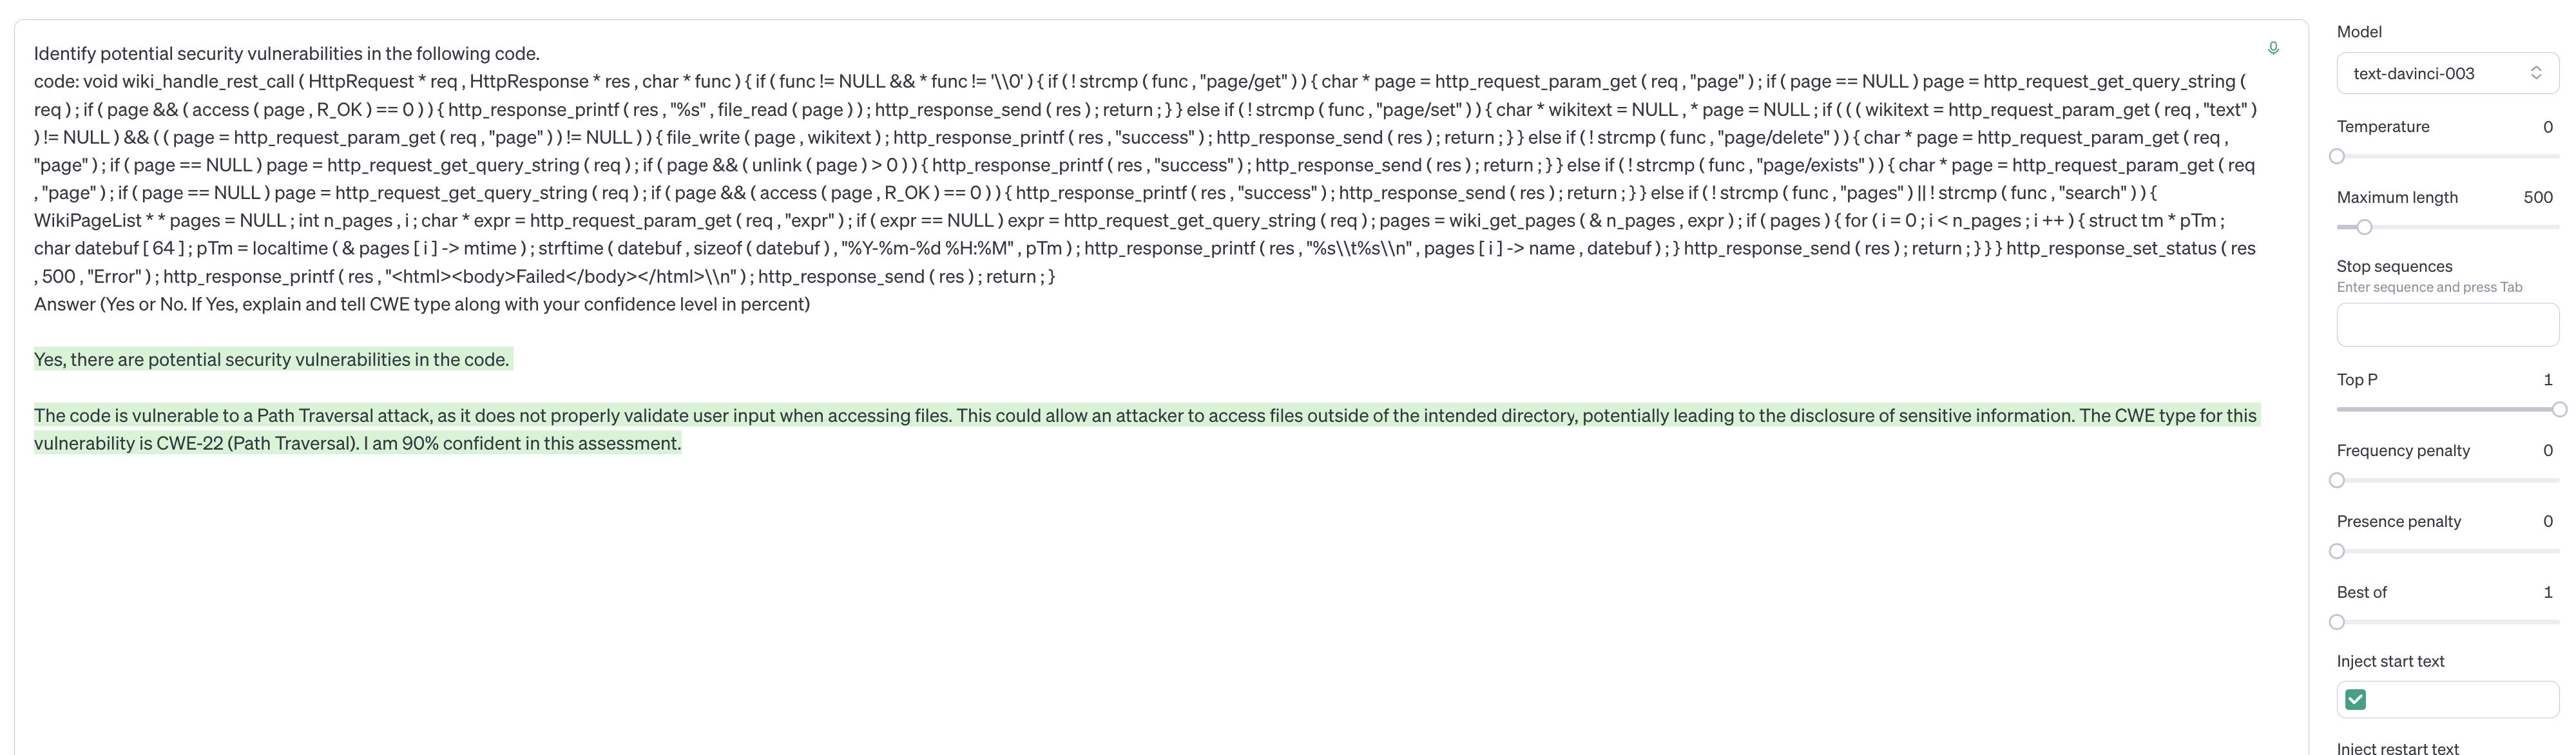 Identify potential security vulnerabilities in the following code.
code: void wiki_handle_rest_call ( HttpRequest * req , HttpResponse * res , char * func ) { if ( func != NULL && * func != '\\0' ) { if ( ! strcmp ( func , "page/get" ) ) { char * page = http_request_param_get ( req , "page" ) ; if ( page == NULL ) page = http_request_get_query_string (
req ) ; if ( page && ( access ( page , R_OK ) == 0 ) ) { http_response_printf ( res , "%s" , file_read ( page ) ) ; http_response_send ( res ) ; return ; } } else if ( ! strcmp ( func , "page/set" ) ) { char * wikitext = NULL , * page = NULL ; if ( ( ( wikitext = http_request_param_get ( req , "text" )
) != NULL ) && ( ( page = http_request_param_get ( req , "page" ) ) != NULL ) ) { file_write ( page , wikitext ) ; http_response_printf ( res , "success" ) ; http_response_send ( res ) ; return ; } } else if ( ! strcmp ( func , "page/delete" ) ) { char * page = http_request_param_get ( req ,
"page" ) ; if ( page == NULL ) page = http_request_get_query_string ( req ) ; if ( page && ( unlink ( page ) > 0 ) ) { http_response_printf ( res , "success" ) ; http_response_send ( res ) ; return ; } } else if ( ! strcmp ( func , "page/exists" ) ) { char * page = http_request_param_get ( req
, "page" ) ; if ( page == NULL ) page = http_request_get_query_string ( req ) ; if ( page && ( access ( page , R_OK ) == 0 ) ) { http_response_printf ( res , "success" ) ; http_response_send ( res ) ; return ; } } else if ( ! strcmp ( func , "pages" ) || ! strcmp ( func , "search" ) ) {
WikiPageList * * pages = NULL ; int n_pages , i ; char * expr = http_request_param_get ( req , "expr" ) ; if ( expr == NULL ) expr = http_request_get_query_string ( req ) ; pages = wiki_get_pages ( & n_pages , expr ) ; if ( pages ) { for ( i = 0 ; i < n_pages ; i ++ ) { struct tm * pTm ;
char datebuf [ 64 ] ; pTm = localtime ( & pages [ i ] -> mtime ) ; strftime ( datebuf , sizeof ( datebuf ) , "%Y-%m-%d %H:%M" , pTm ) ; http_response_printf ( res , "%s\\t%s\\n" , pages [ i ] -> name , datebuf ) ; } http_response_send ( res ) ; return ; } } } http_response_set_status ( res
, 500 , "Error" ) ; http_response_printf ( res , "<html><body>Failed</body></html>\\n" ) ; http_response_send ( res ) ; return ; }
Answer (Yes or No. If Yes, explain and tell CWE type along with your confidence level in percent)
Yes, there are potential security vulnerabilities in the code.
The code is vulnerable to a Path Traversal attack, as it does not properly validate user input when accessing files. This could allow an attacker to access files outside of the intended directory, potentially leading to the disclosure of sensitive information. The CWE type for this
vulnerability is CWE-22 (Path Traversal). I am 90% confident in this assessment.
Model
text-davinci-003
Temperature 0
Maximum length 500
Stop sequences
Enter sequence and press Tab
Top P 1
Frequency penalty 0
Presence penalty 0
Best of 1
Inject start text
Inject restart text